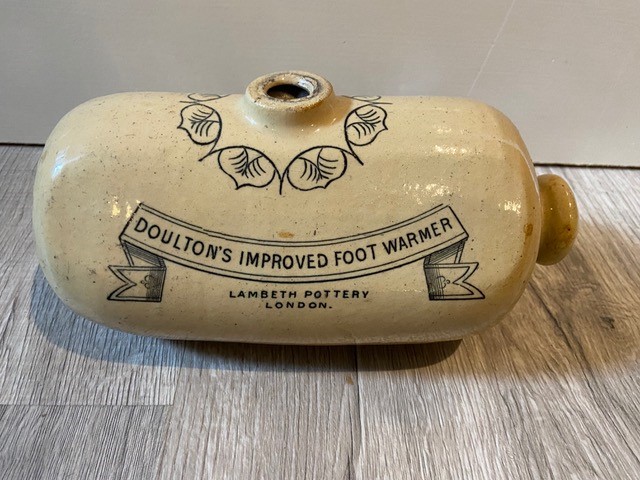 DOULTON'S IMPROVED FOOT WARMER
LAMBETH POTTERY
LONDON.